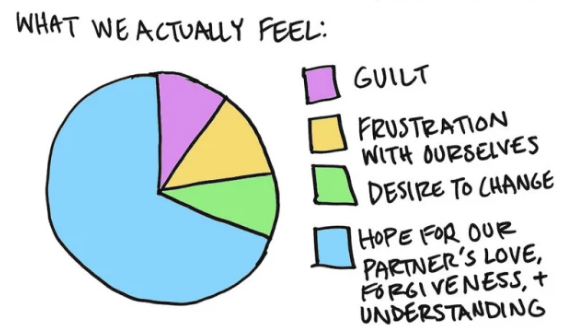 WHAT WE ACTUALLY FEEL:
GUILT
FRUSTRATION
WITH OURSELVES
DESIRE TO CHANGE
HOPE FOR OUR
PARTNER'S LOVE,
FORGIVENESS, +
UNDERSTANDING